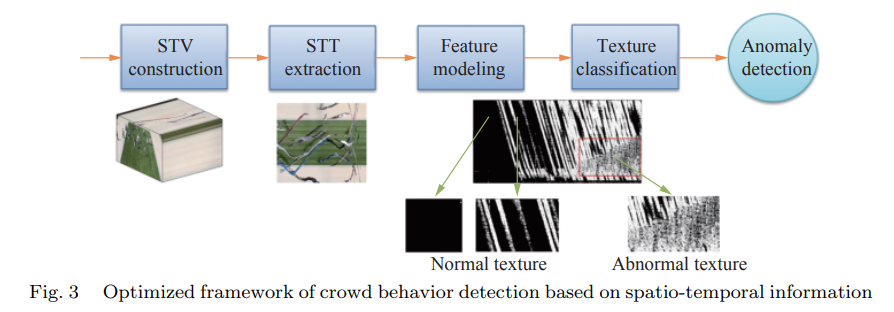 STV construction
STT extraction
Feature modeling
Texture classification
Anomaly detection
Normal texture
Abnormal texture
Fig. 3 Optimized framework of crowd behavior detection based on spatio-temporal information